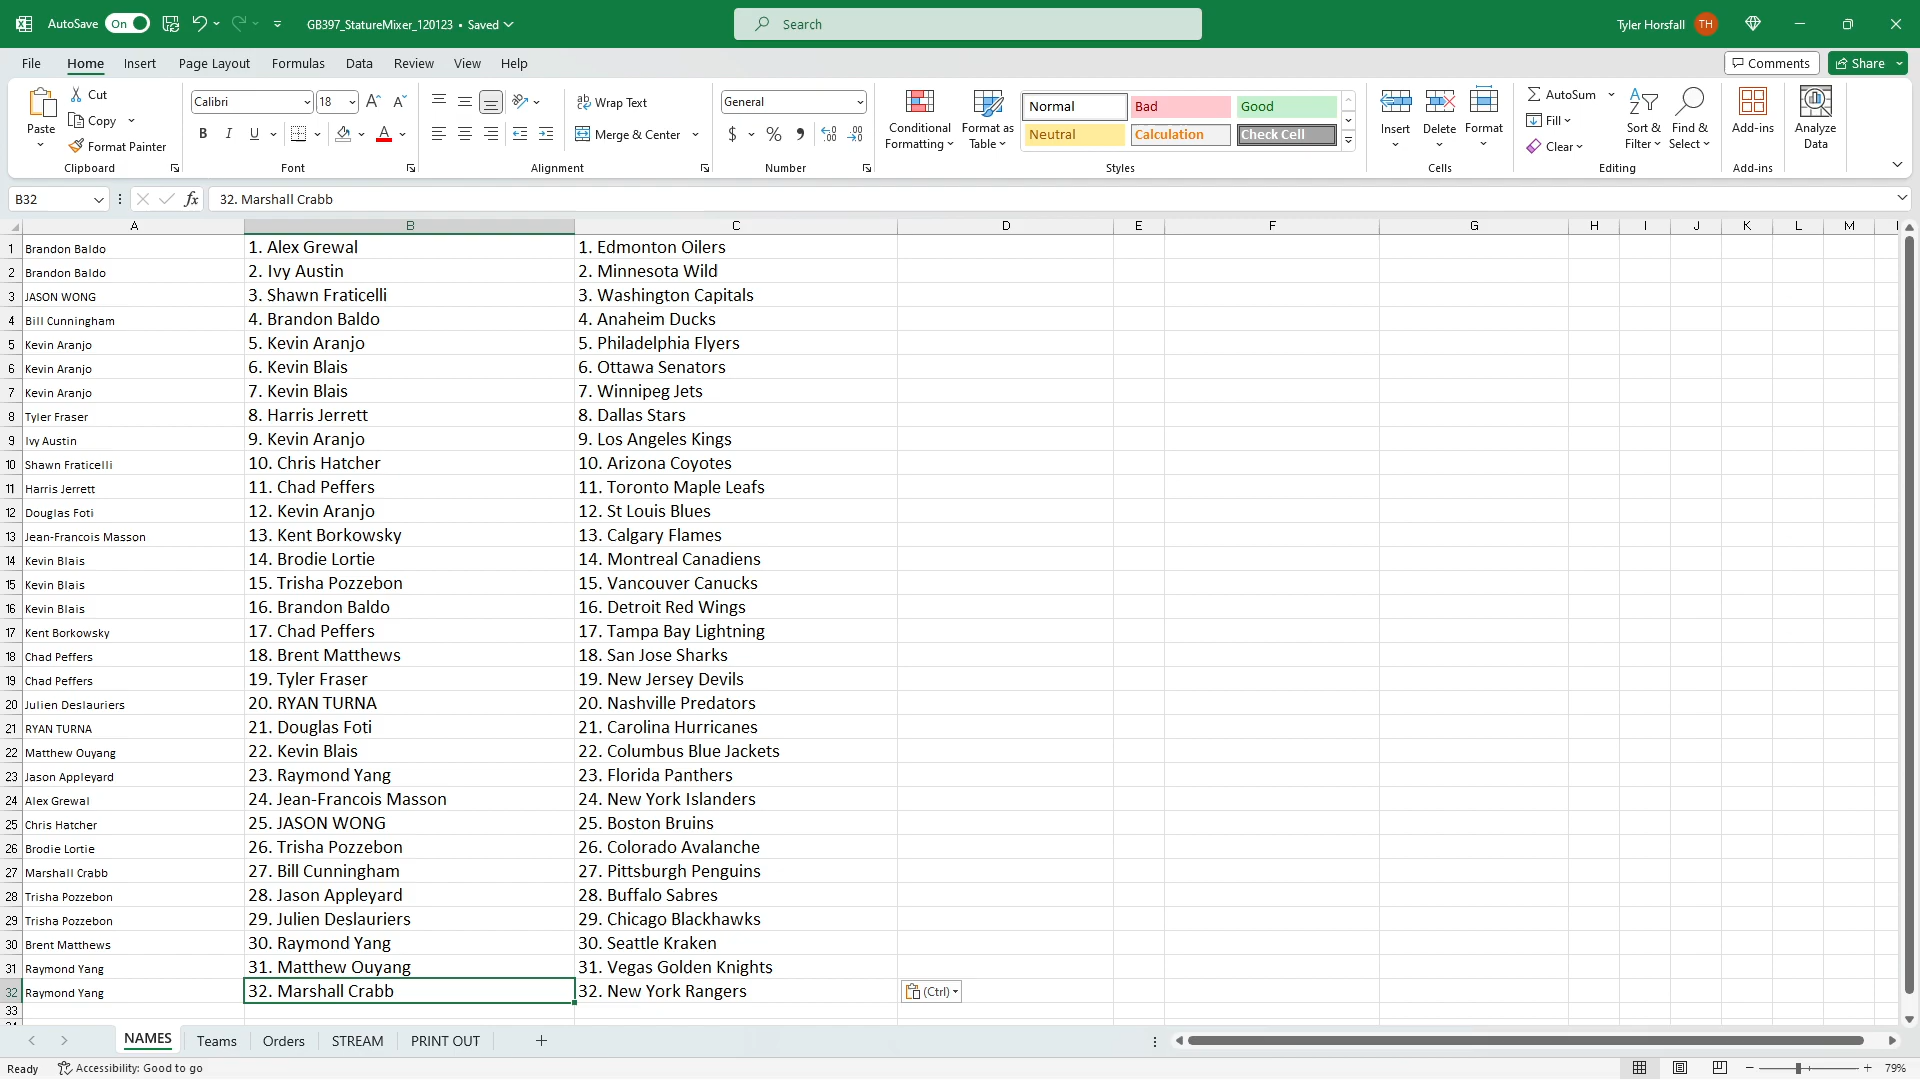 AutoSave On GB397_StatureMixer_120123 • Saved Search Tyler Horsfall TH
File Home Insert Page Layout Formulas Data Review View Help Comments Share
Paste Cut Copy Format Painter Clipboard
Calibri 18 B I U A Font
Wrap Text Merge & Center Alignment
General $ % , Number
Conditional Formatting Format as Table Normal Bad Good Neutral Calculation Check Cell Styles
Insert Delete Format Cells
AutoSum Fill Clear Sort & Filter Find & Select Editing
Add-ins Add-ins
Analyze Data
B32 fx 32. Marshall Crabb
A B C D E F G H I J K L M
1 Brandon Baldo 1. Alex Grewal 1. Edmonton Oilers
2 Brandon Baldo 2. Ivy Austin 2. Minnesota Wild
3 JASON WONG 3. Shawn Fraticelli 3. Washington Capitals
4 Bill Cunningham 4. Brandon Baldo 4. Anaheim Ducks
5 Kevin Aranjo 5. Kevin Aranjo 5. Philadelphia Flyers
6 Kevin Aranjo 6. Kevin Blais 6. Ottawa Senators
7 Kevin Aranjo 7. Kevin Blais 7. Winnipeg Jets
8 Tyler Fraser 8. Harris Jerrett 8. Dallas Stars
9 Ivy Austin 9. Kevin Aranjo 9. Los Angeles Kings
10 Shawn Fraticelli 10. Chris Hatcher 10. Arizona Coyotes
11 Harris Jerrett 11. Chad Peffers 11. Toronto Maple Leafs
12 Douglas Foti 12. Kevin Aranjo 12. St Louis Blues
13 Jean-Francois Masson 13. Kent Borkowsky 13. Calgary Flames
14 Kevin Blais 14. Brodie Lortie 14. Montreal Canadiens
15 Kevin Blais 15. Trisha Pozzebon 15. Vancouver Canucks
16 Kevin Blais 16. Brandon Baldo 16. Detroit Red Wings
17 Kent Borkowsky 17. Chad Peffers 17. Tampa Bay Lightning
18 Chad Peffers 18. Brent Matthews 18. San Jose Sharks
19 Chad Peffers 19. Tyler Fraser 19. New Jersey Devils
20 Julien Deslauriers 20. RYAN TURNA 20. Nashville Predators
21 RYAN TURNA 21. Douglas Foti 21. Carolina Hurricanes
22 Matthew Ouyang 22. Kevin Blais 22. Columbus Blue Jackets
23 Jason Appleyard 23. Raymond Yang 23. Florida Panthers
24 Alex Grewal 24. Jean-Francois Masson 24. New York Islanders
25 Chris Hatcher 25. JASON WONG 25. Boston Bruins
26 Brodie Lortie 26. Trisha Pozzebon 26. Colorado Avalanche
27 Marshall Crabb 27. Bill Cunningham 27. Pittsburgh Penguins
28 Trisha Pozzebon 28. Jason Appleyard 28. Buffalo Sabres
29 Trisha Pozzebon 29. Julien Deslauriers 29. Chicago Blackhawks
30 Brent Matthews 30. Raymond Yang 30. Seattle Kraken
31 Raymond Yang 31. Matthew Ouyang 31. Vegas Golden Knights
32 Raymond Yang 32. Marshall Crabb 32. New York Rangers (Ctrl)
33
NAMES Teams Orders STREAM PRINT OUT
Ready Accessibility: Good to go 79%